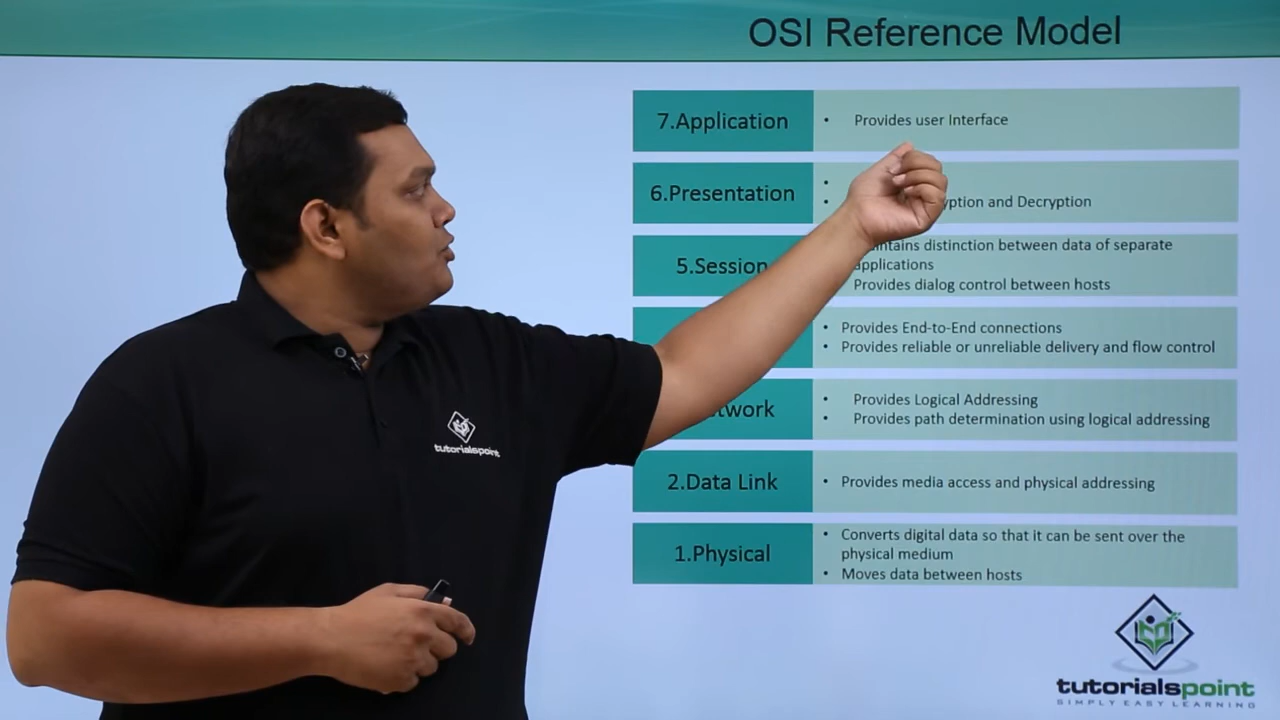 OSI Reference Model
7.Application
• Provides user Interface
6.Presentation
•
• and Decryption
5.Session
distinction between data of separate
applications
Provides dialog control between hosts
• Provides End-to-End connections
• Provides reliable or unreliable delivery and flow control
• Provides Logical Addressing
• Provides path determination using logical addressing
2.Data Link
• Provides media access and physical addressing
1.Physical
• Converts digital data so that it can be sent over the
physical medium
• Moves data between hosts
tutorialspoint
tutorialspoint
SIMPLY EASY LEARNING